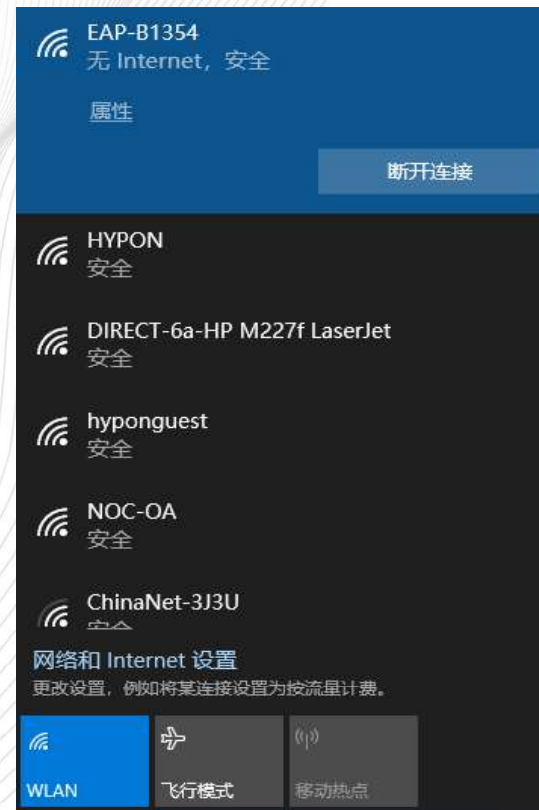 EAP-B1354
无 Internet，安全
属性
断开连接
HYPON
安全
DIRECT-6a-HP M227f LaserJet
安全
hyponguest
安全
NOC-OA
安全
ChinaNet-3J3U
网络和 Internet 设置
更改设置，例如将某连接设置为按流量计费。
WLAN
飞行模式
移动热点